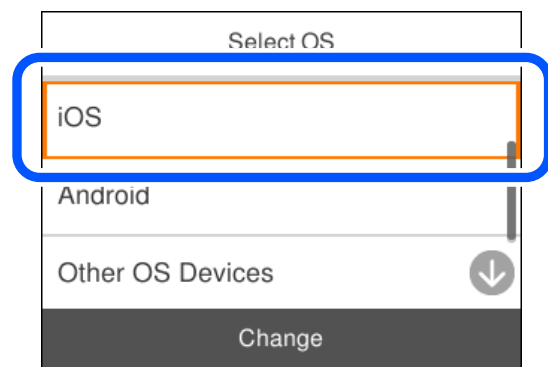 Select OS
iOS
Android
Other OS Devices
Change